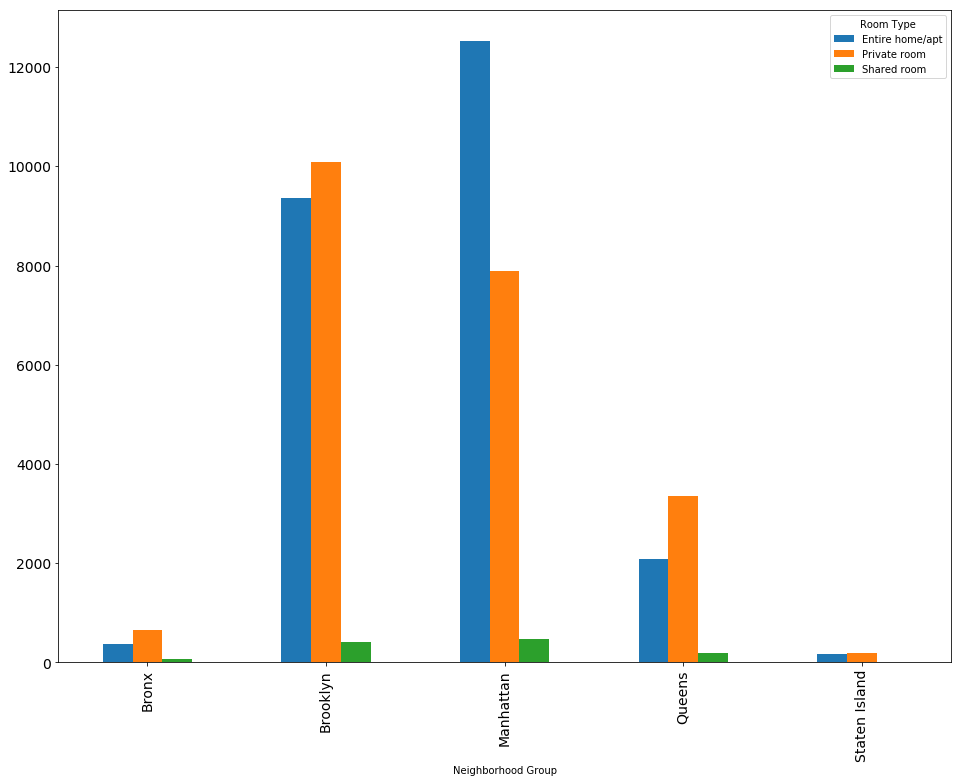 Room Type
Entire home/apt
Private room
Shared room
12000
10000
8000
6000
4000
2000
0
Bronx
Brooklyn
Manhattan
Queens
Staten Island
Neighborhood Group